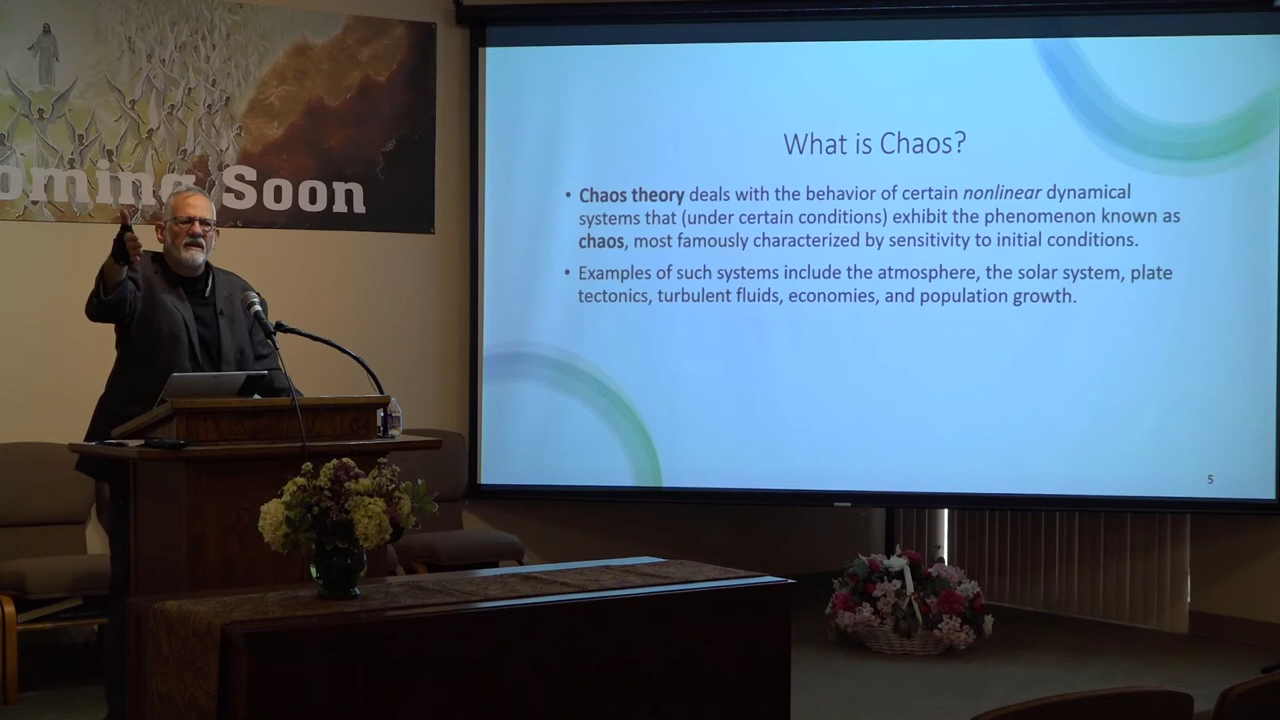 oming Soon
What is Chaos?
• Chaos theory deals with the behavior of certain nonlinear dynamical
systems that (under certain conditions) exhibit the phenomenon known as
chaos, most famously characterized by sensitivity to initial conditions.
• Examples of such systems include the atmosphere, the solar system, plate
tectonics, turbulent fluids, economies, and population growth.
5